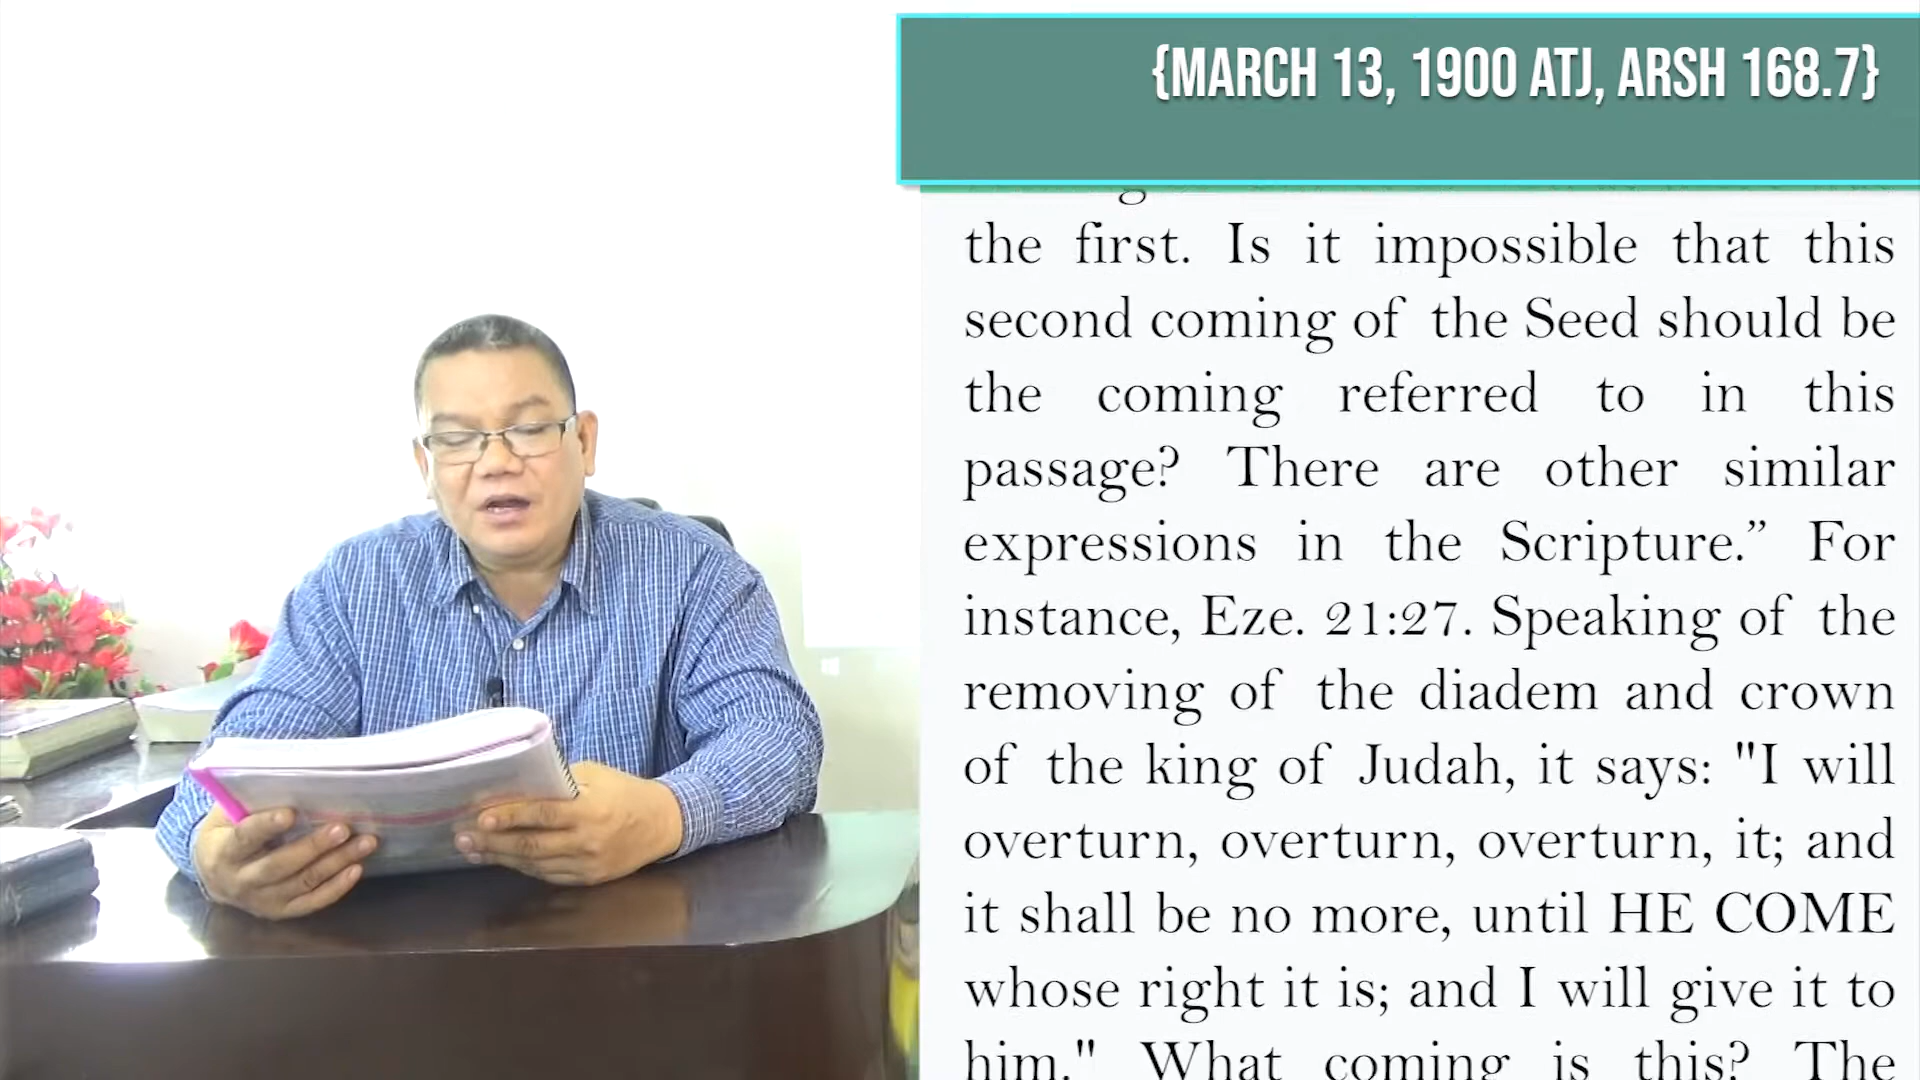 {MARCH 13, 1900 ATJ, ARSH 168.7}
the first. Is it impossible that this
second coming of the Seed should be
the coming referred to in this
passage? There are other similar
expressions in the Scripture.” For
instance, Eze. 21:27. Speaking of the
removing of the diadem and crown
of the king of Judah, it says: "I will
overturn, overturn, overturn, it; and
it shall be no more, until HE COME
whose right it is; and I will give it to
him." What coming is this? The